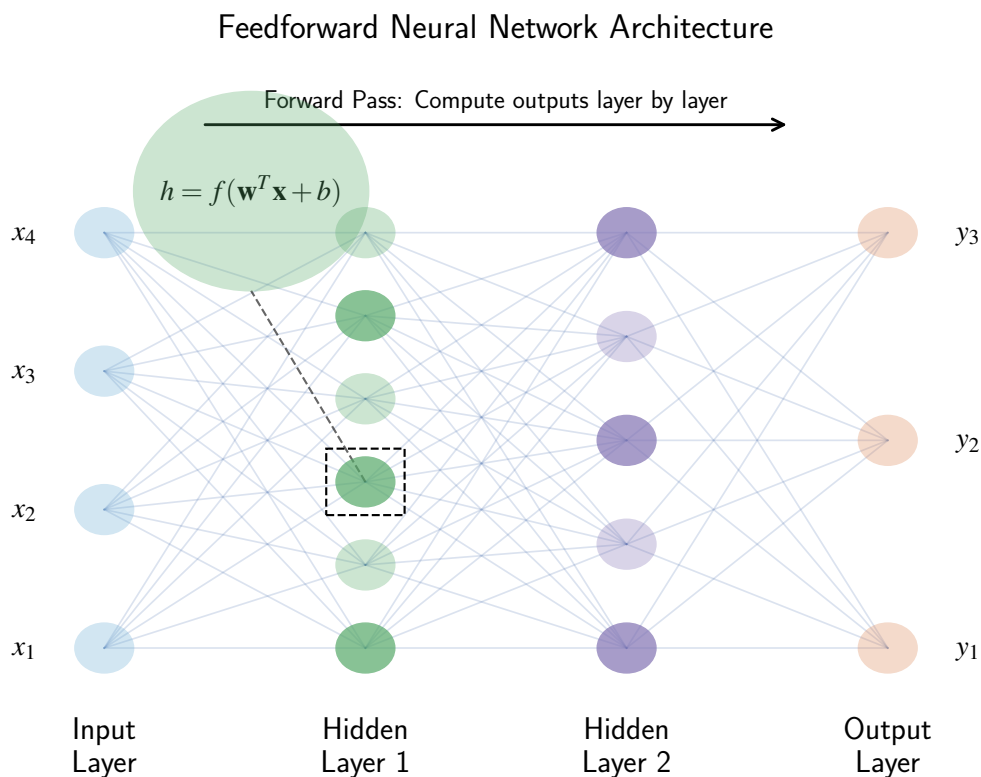 Feedforward Neural Network Architecture
Forward Pass: Compute outputs layer by layer
h = f(𝐰ᵀ𝐱 + b)
x₄
y₃
x₃
y₂
x₂
x₁
y₁
Input
Layer
Hidden
Layer 1
Hidden
Layer 2
Output
Layer